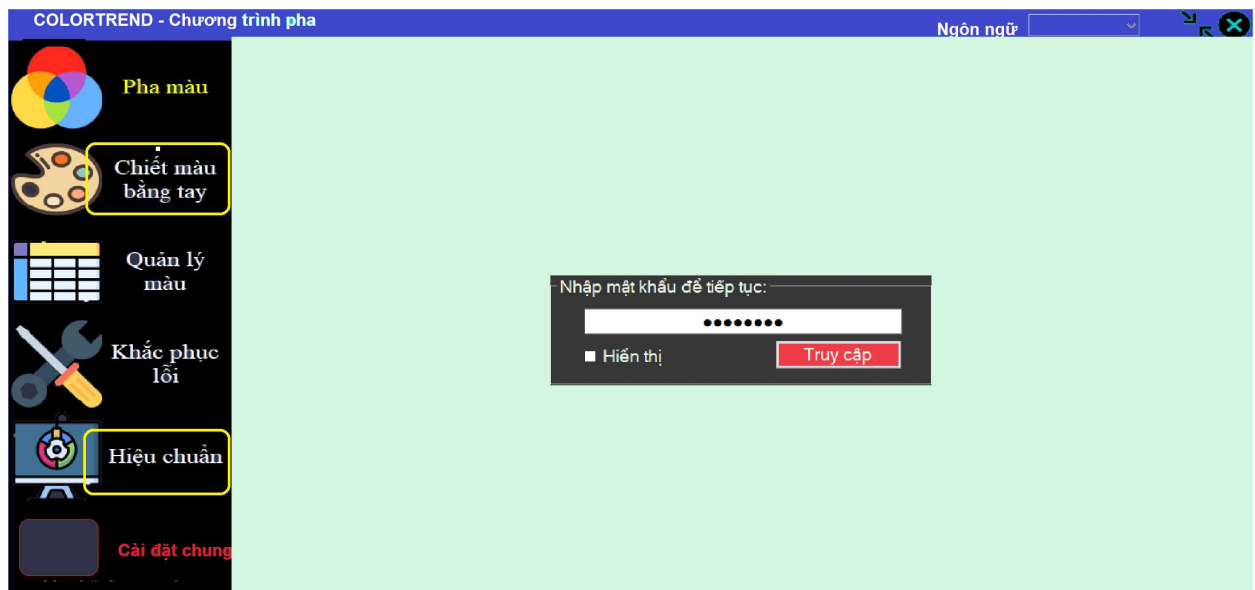 COLORTREND - Chương trình pha
Ngôn ngữ
Pha màu
Chiết màu
bằng tay
Quản lý
màu
Khắc phục
lỗi
Hiệu chuẩn
Cài đặt chung
Nhập mật khẩu để tiếp tục:
••••••••
Hiển thị
Truy cập